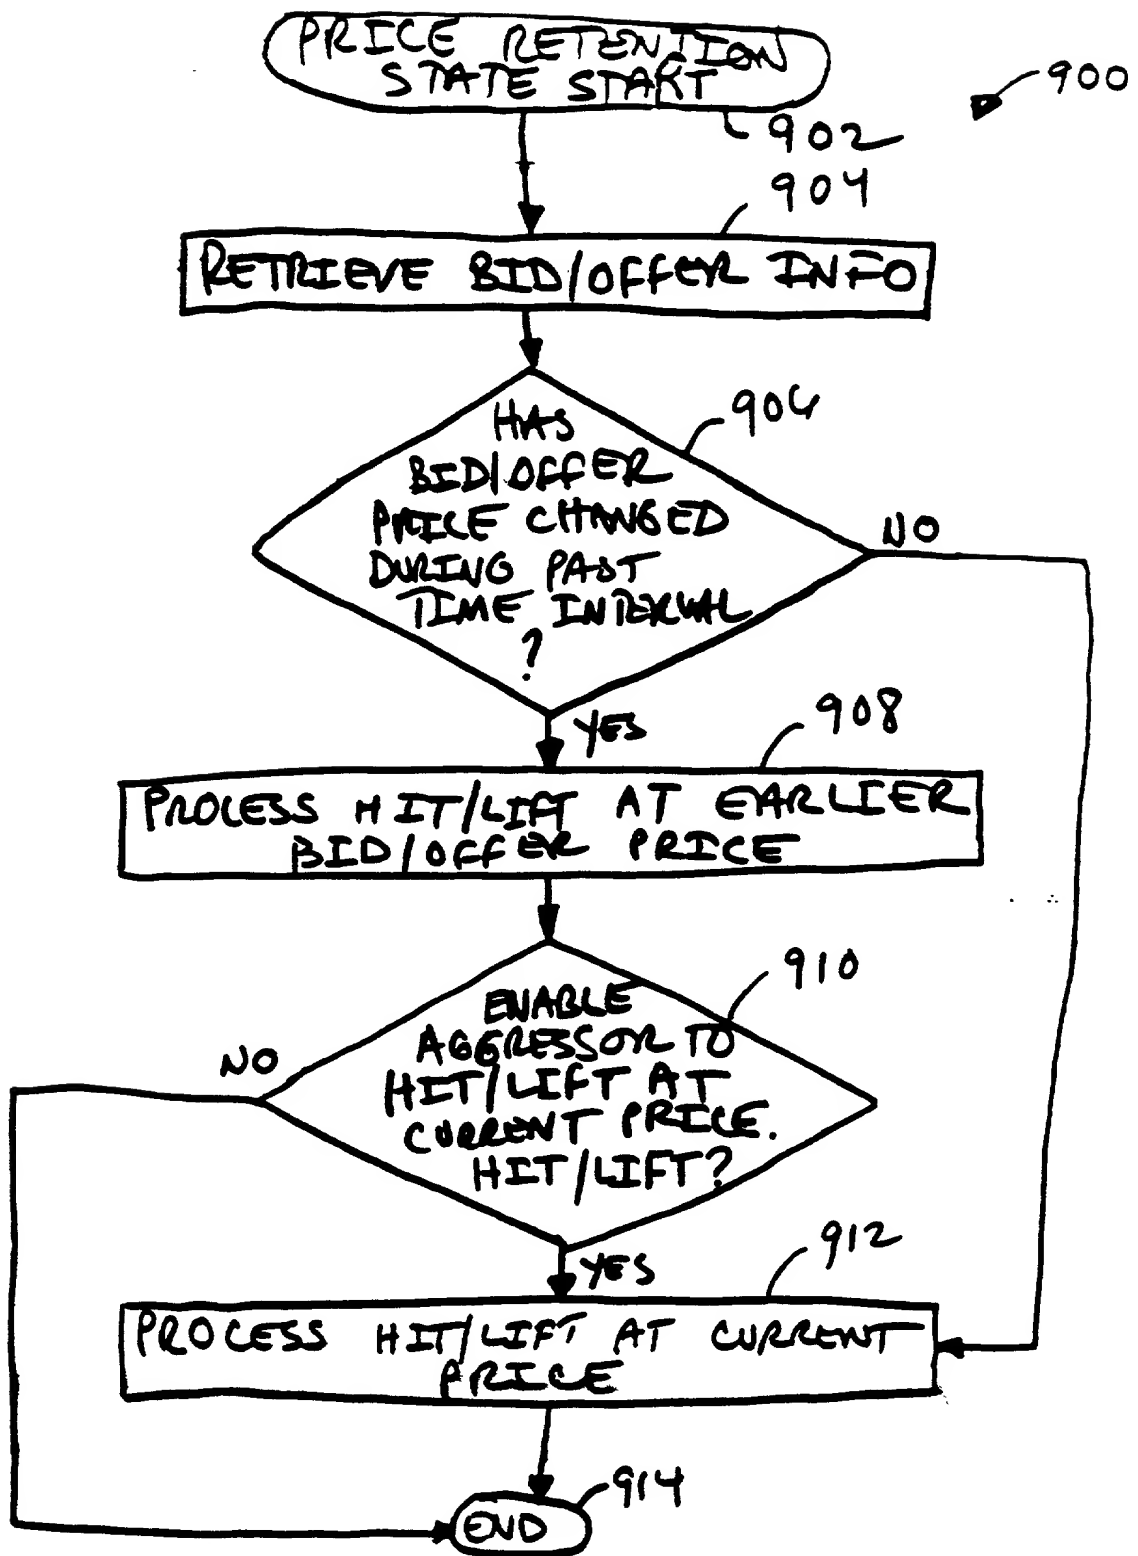 PRICE RETENTION
STATE START
900
902
904
RETRIEVE BID/OFFER INFO
906
HAS
BID/OFFER
PRICE CHANGED
DURING PAST
TIME INTERVAL
?
NO
YES
908
PROCESS HIT/LIFT AT EARLIER
BID/OFFER PRICE
910
ENABLE
AGGRESSOR TO
HIT/LIFT AT
CURRENT PRICE.
HIT/LIFT?
NO
YES
912
PROCESS HIT/LIFT AT CURRENT
PRICE
914
END